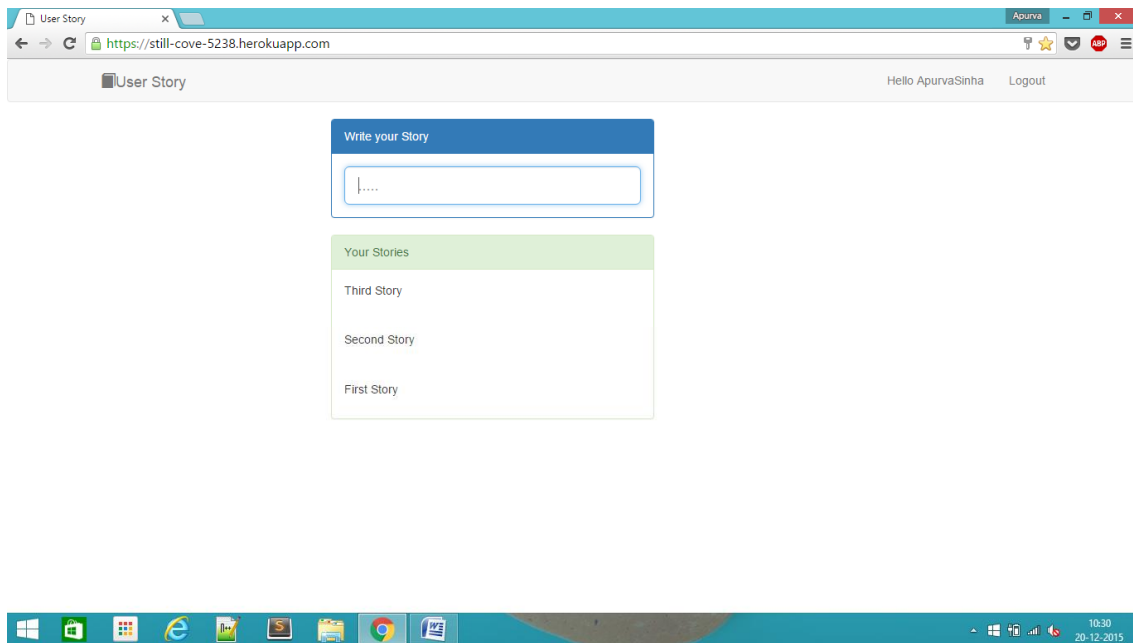 User Story
Apurva
https://still-cove-5238.herokuapp.com
ABP
User Story
Hello ApurvaSinha
Logout
Write your Story
.....
Your Stories
Third Story
Second Story
First Story
10:30
20-12-2015